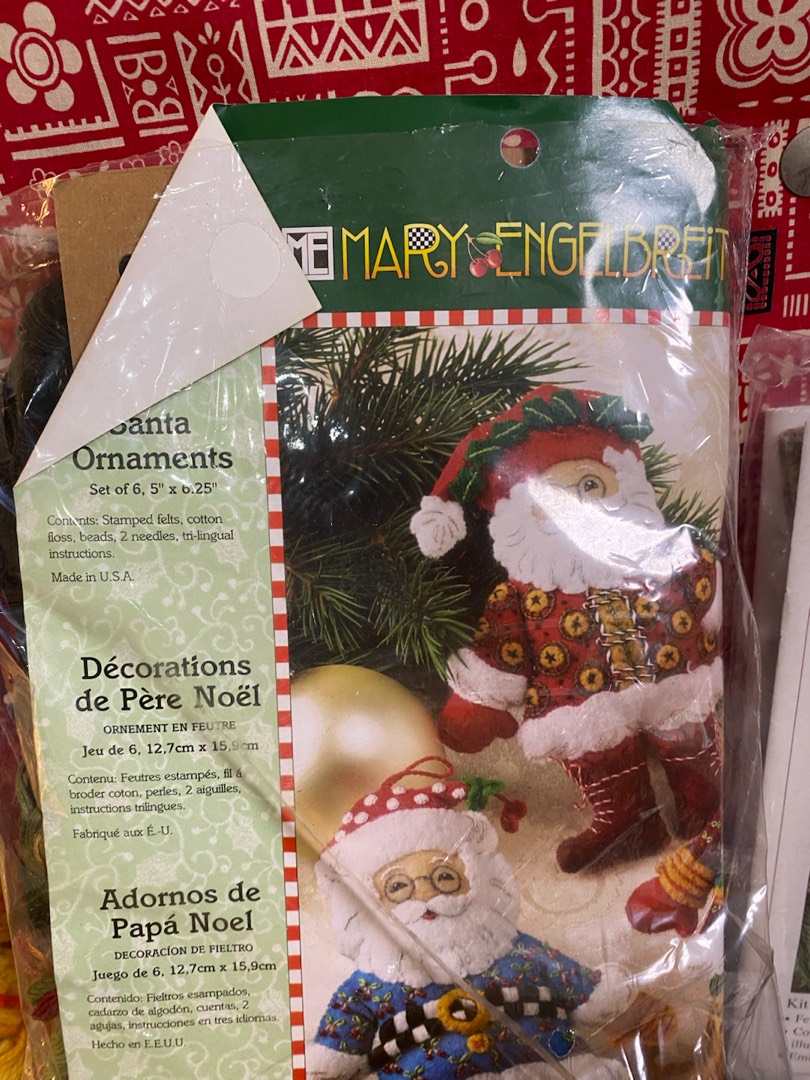 ME MARY ENGELBREIT
Santa
Ornaments
Set of 6, 5" x 6.25"
Contents: Stamped felts, cotton
floss, beads, 2 needles, tri-lingual
instructions.
Made in U.S.A.
Décorations
de Père Noël
ORNEMENT EN FEUTRE
Jeu de 6, 12,7cm x 15,9cm
Contenu: Feutres estampés, fil á
broder coton, perles, 2 aiguilles,
instructions trilingues.
Fabriqué aux É.-U.
Adornos de
Papá Noel
DECORACÍON DE FIELTRO
Juego de 6, 12,7cm x 15,9cm
Contenido: Fieltros esampados,
cadarzo de algodón, cuentas, 2
agujas, instrucciones en tres idiomas.
Hecho en E.E.U.U.
Kit